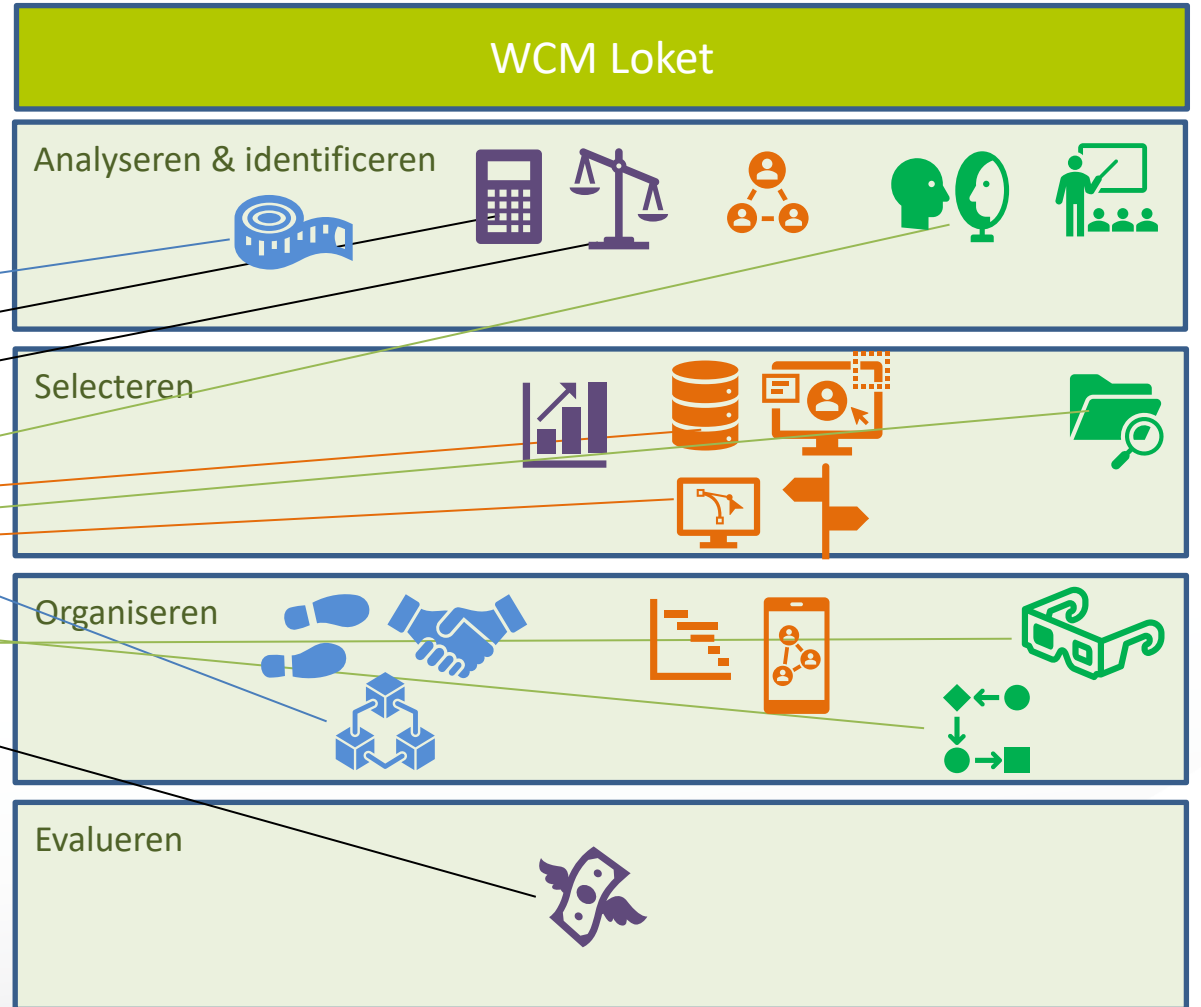 WCM Loket
Analyseren & identificeren
Selecteren
Organiseren
Evalueren